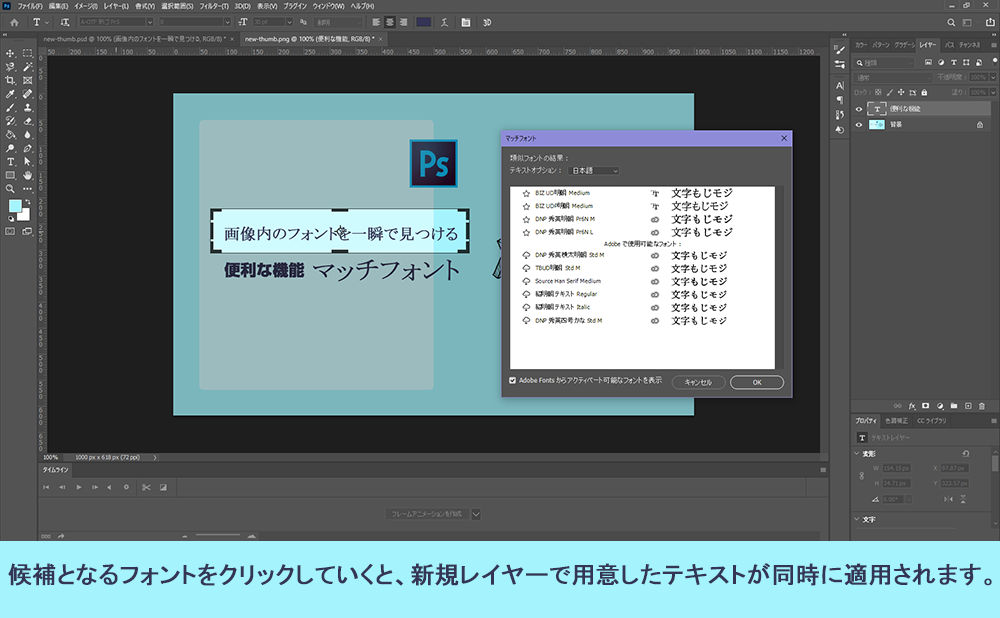 ファイル(F) 編集(E) イメージ(I) レイヤー(L) 書式(Y) 選択範囲(S) フィルター(T) 3D(D) 表示(V) プラグイン ウィンドウ(W) ヘルプ(H)
new-thumb.psd @ 100% (画像内のフォントを一瞬で見つける, RGB/8) *
new-thumb.png @ 100% (便利な機能, RGB/8) *
カラー パターン グラデーション レイヤー パス チャンネル
種類
通常 不透明度: 100%
ロック: 塗り: 100%
便利な機能
背景
Ps
画像内のフォントを一瞬で見つける
便利な機能 マッチフォント
マッチフォント
類似フォントの結果:
テキストオプション: 日本語
BIZ UD明朝 Medium 文字もじモジ
BIZ UDP明朝 Medium 文字もじモジ
DNP 秀英明朝 Pr6N M 文字もじモジ
DNP 秀英明朝 Pr6N L 文字もじモジ
Adobe で使用可能なフォント:
DNP 秀英横太明朝 Std M 文字もじモジ
TBUD明朝 Std M 文字もじモジ
Source Han Serif Medium 文字もじモジ
貂明朝テキスト Regular 文字もじモジ
貂明朝テキスト Italic 文字もじモジ
DNP 秀英四号かな Std M 文字もじモジ
Adobe Fonts からアクティベート可能なフォントを表示
キャンセル OK
100% 1000 px x 618 px (72 ppi)
タイムライン
フレームアニメーションを作成
プロパティ 色調補正 CC ライブラリ
テキストレイヤー
変形
W X
H Y
0.00°
文字
候補となるフォントをクリックしていくと、新規レイヤーで用意したテキストが同時に適用されます。